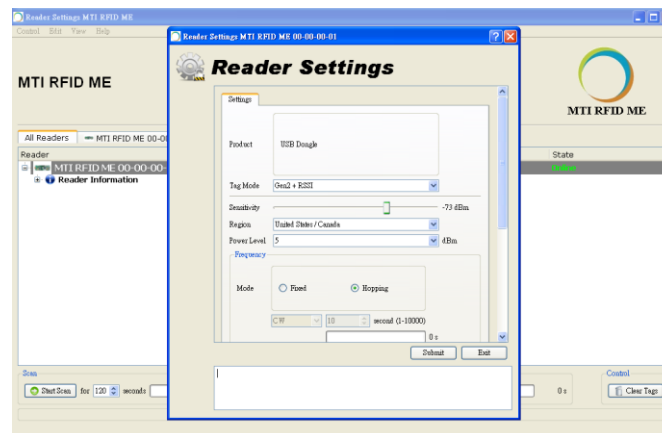 Reader Settings MTI RFID ME
Control Edit View Help
MTI RFID ME
MTI RFID ME
All Readers MTI RFID ME 00-0
Reader State
MTI RFID ME 00-00-00- online
Reader Information
Scan
Start Scan for 120 seconds 0 s
Control
Clear Tags
Reader Settings MTI RFID ME 00-00-00-01
Reader Settings
Settings
Product USB Dongle
Tag Mode Gen2 + RSSI
Sensitivity -73 dBm
Region United States / Canada
Power Level 5 dBm
Frequency
Mode Fixed Hopping
CW 10 second (1-10000)
0 s
Submit Exit